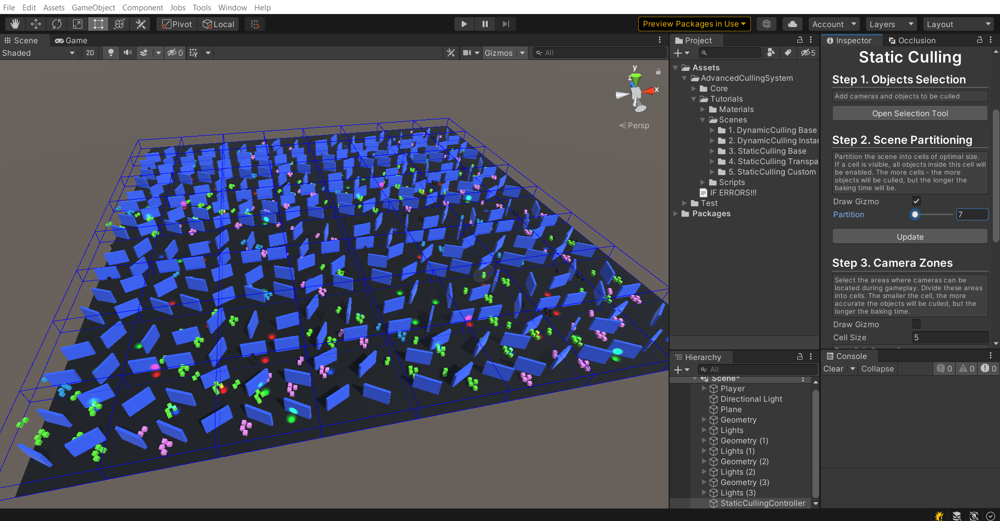 File Edit Assets GameObject Component Jobs Tools Window Help
Pivot Local Preview Packages in Use Account Layers Layout
Scene Game
Shaded 2D 0 Gizmos All
y
z
x
Persp
Project
5
Assets
AdvancedCullingSystem
Core
Tutorials
Materials
Scenes
1. DynamicCulling Base
2. DynamicCulling Instar
3. StaticCulling Base
4. StaticCulling Transpa
5. StaticCulling Custom
Scripts
IF ERRORS!!!
Test
Packages
Hierarchy
All
Scene*
Player
Directional Light
Plane
Geometry
Lights
Geometry (1)
Lights (1)
Geometry (2)
Lights (2)
Geometry (3)
Lights (3)
StaticCullingController
Inspector Occlusion
Static Culling
Step 1. Objects Selection
Add cameras and objects to be culled
Open Selection Tool
Step 2. Scene Partitioning
Partition the scene into cells of optimal size.
If a cell is visible, all objects inside this cell will
be enabled. The more cells - the more
objects will be culled, but the longer the
baking time will be.
Draw Gizmo
Partition 7
Update
Step 3. Camera Zones
Select the areas where cameras can be
located during gameplay. Divide these areas
into cells. The smaller the cell, the more
accurate the objects will be culled, but the
longer the baking time.
Draw Gizmo
Cell Size 5
Console
Clear Collapse 0 0 0